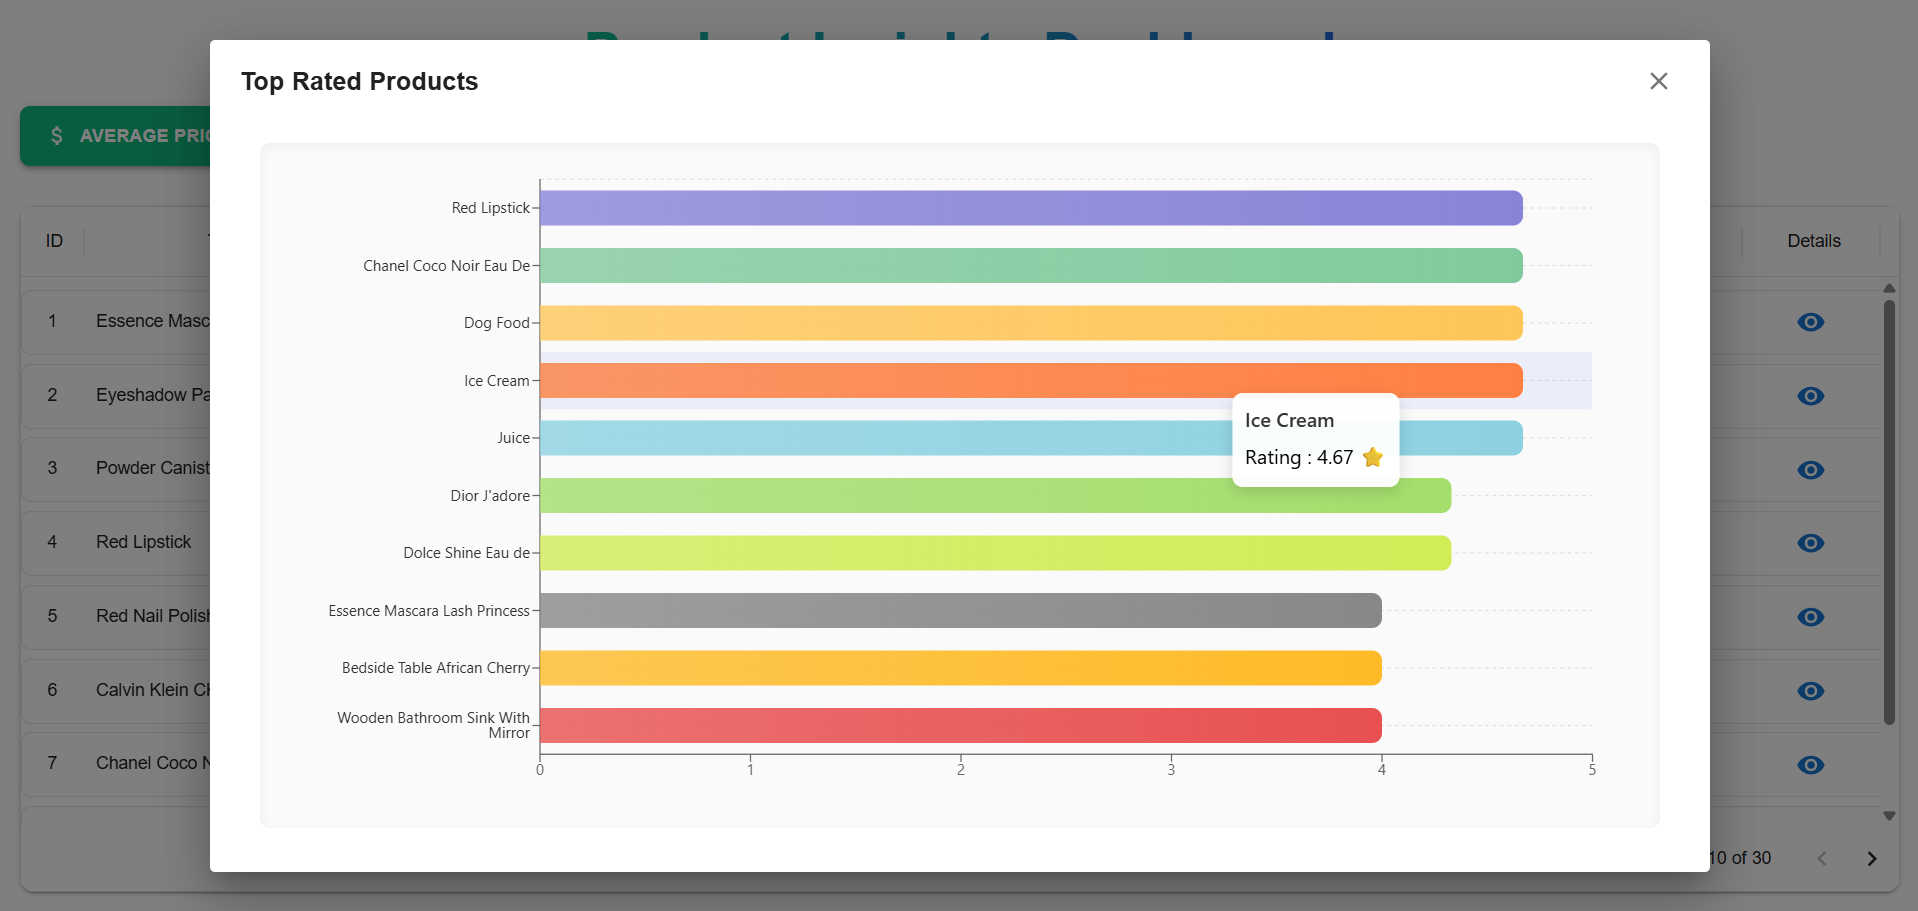 Top Rated Products
$ AVERAGE PRIC
ID
Details
1 Essence Masc
2 Eyeshadow Pa
3 Powder Canist
4 Red Lipstick
5 Red Nail Polish
6 Calvin Klein CK
7 Chanel Coco N
10 of 30
Red Lipstick
Chanel Coco Noir Eau De
Dog Food
Ice Cream
Juice
Dior J'adore
Dolce Shine Eau de
Essence Mascara Lash Princess
Bedside Table African Cherry
Wooden Bathroom Sink With
Mirror
0 1 2 3 4 5
Ice Cream
Rating : 4.67